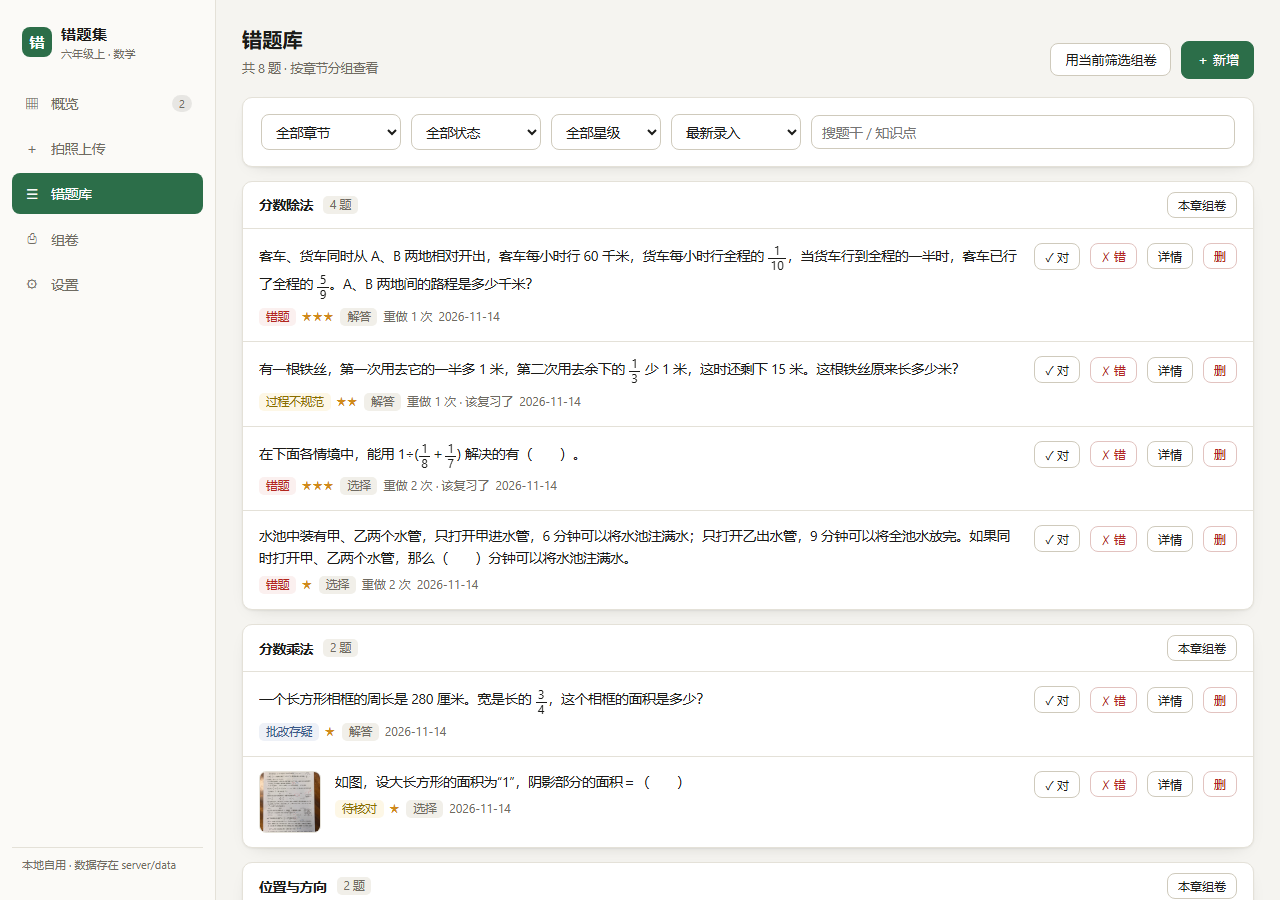 错 错题集
六年级上 · 数学
▦ 概览 2
+ 拍照上传
☰ 错题库
⎙ 组卷
⚙ 设置
本地自用 · 数据存在 server/data
错题库
共 8 题 · 按章节分组查看
用当前筛选组卷
+ 新增
全部章节 全部状态 全部星级 最新录入 搜题干 / 知识点
分数除法 4 题 本章组卷
客车、货车同时从 A、B 两地相对开出，客车每小时行 60 千米，货车每小时行全程的 1/10，当货车行到全程的一半时，客车已行
了全程的 5/9。A、B 两地间的路程是多少千米？
✓ 对 ✗ 错 详情 删
错题 ★★★ 解答 重做 1 次 2026-11-14
有一根铁丝，第一次用去它的一半多 1 米，第二次用去余下的 1/3 少 1 米，这时还剩下 15 米。这根铁丝原来长多少米？
✓ 对 ✗ 错 详情 删
过程不规范 ★★ 解答 重做 1 次 · 该复习了 2026-11-14
在下面各情境中，能用 1÷(1/8 + 1/7) 解决的有（　　）。
✓ 对 ✗ 错 详情 删
错题 ★★★ 选择 重做 2 次 · 该复习了 2026-11-14
水池中装有甲、乙两个水管，只打开甲进水管，6 分钟可以将水池注满水；只打开乙出水管，9 分钟可以将全池水放完。如果同
时打开甲、乙两个水管，那么（　　）分钟可以将水池注满水。
✓ 对 ✗ 错 详情 删
错题 ★ 选择 重做 2 次 2026-11-14
分数乘法 2 题 本章组卷
一个长方形相框的周长是 280 厘米。宽是长的 3/4，这个相框的面积是多少？
✓ 对 ✗ 错 详情 删
批改存疑 ★ 解答 2026-11-14
如图，设大长方形的面积为“1”，阴影部分的面积＝（　　）
✓ 对 ✗ 错 详情 删
待核对 ★ 选择 2026-11-14
位置与方向 2 题 本章组卷